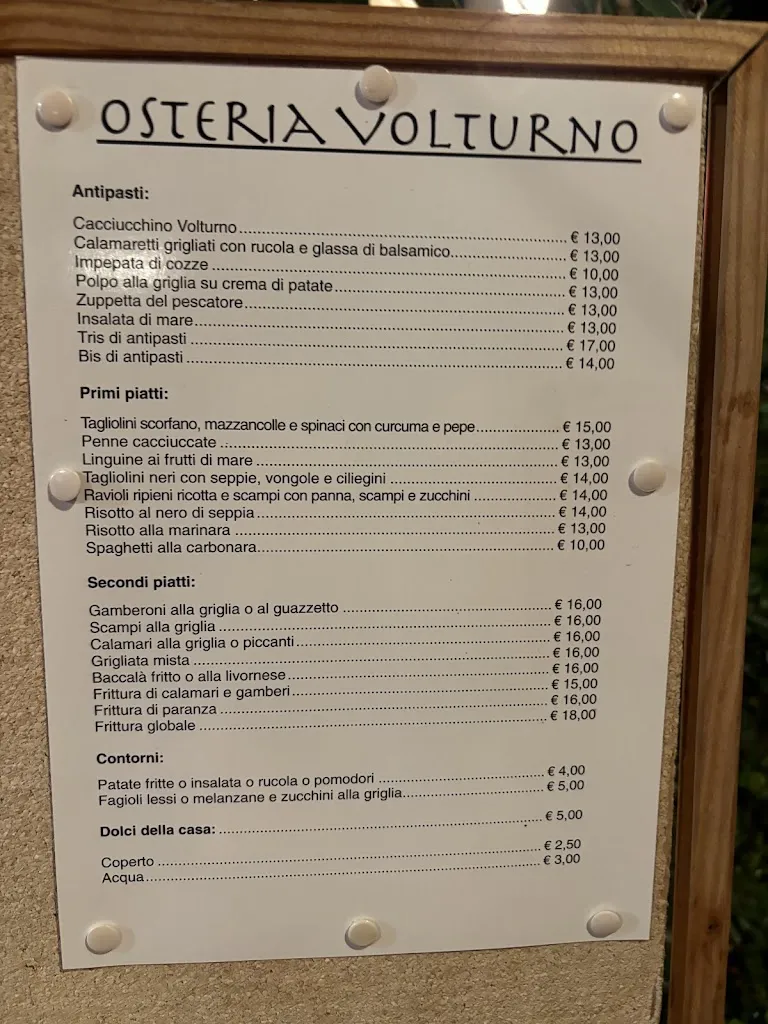 OSTERIA VOLTURNO
Antipasti:
Cacciucchino Volturno ........ € 13,00
Calamaretti grigliati con rucola e glassa di balsamico ........ € 13,00
Impepata di cozze ........ € 10,00
Polpo alla griglia su crema di patate ........ € 13,00
Zuppetta del pescatore ........ € 13,00
Insalata di mare ........ € 13,00
Tris di antipasti ........ € 17,00
Bis di antipasti ........ € 14,00
Primi piatti:
Tagliolini scorfano, mazzancolle e spinaci con curcuma e pepe ........ € 15,00
Penne cacciuccate ........ € 13,00
Linguine ai frutti di mare ........ € 13,00
Tagliolini neri con seppie, vongole e ciliegini ........ € 14,00
Ravioli ripieni ricotta e scampi con panna, scampi e zucchini ........ € 14,00
Risotto al nero di seppia ........ € 14,00
Risotto alla marinara ........ € 13,00
Spaghetti alla carbonara ........ € 10,00
Secondi piatti:
Gamberoni alla griglia o al guazzetto ........ € 16,00
Scampi alla griglia ........ € 16,00
Calamari alla griglia o piccanti ........ € 16,00
Grigliata mista ........ € 16,00
Baccalà fritto o alla livornese ........ € 16,00
Frittura di calamari e gamberi ........ € 15,00
Frittura di paranza ........ € 16,00
Frittura globale ........ € 18,00
Contorni:
Patate fritte o insalata o rucola o pomodori ........ € 4,00
Fagioli lessi o melanzane e zucchini alla griglia ........ € 5,00
Dolci della casa: ........ € 5,00
Coperto ........ € 2,50
Acqua ........ € 3,00